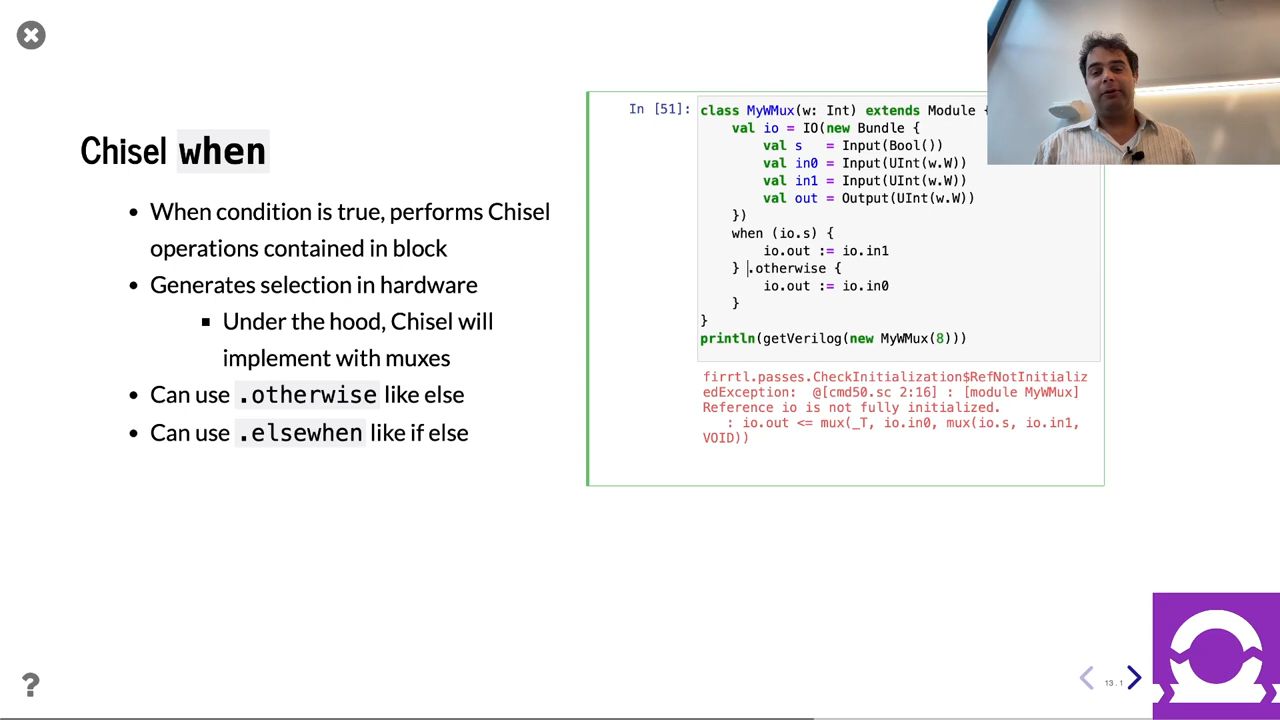 Chisel when
• When condition is true, performs Chisel
operations contained in block
• Generates selection in hardware
▪ Under the hood, Chisel will
implement with muxes
• Can use .otherwise like else
• Can use .elsewhen like if else
In [51]:
class MyWMux(w: Int) extends Module {
    val io = IO(new Bundle {
        val s   = Input(Bool())
        val in0 = Input(UInt(w.W))
        val in1 = Input(UInt(w.W))
        val out = Output(UInt(w.W))
    })
    when (io.s) {
        io.out := io.in1
    } .otherwise {
        io.out := io.in0
    }
}
println(getVerilog(new MyWMux(8)))
firrtl.passes.CheckInitialization$RefNotInitializ
edException:  @[cmd50.sc 2:16] : [module MyWMux]
Reference io is not fully initialized.
   : io.out <= mux(_T, io.in0, mux(io.s, io.in1,
VOID))
13.1
?